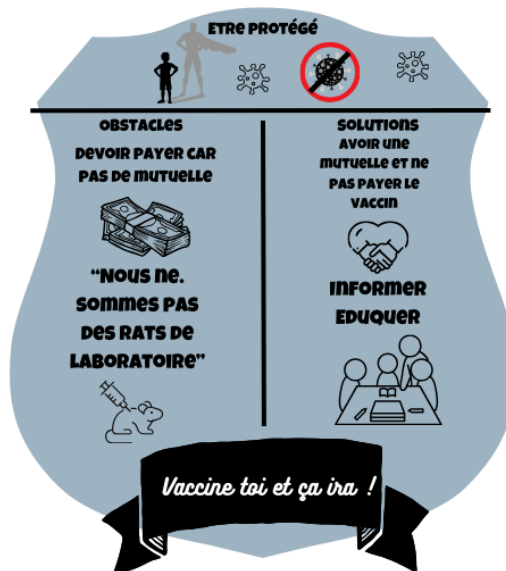 ETRE PROTÉGÉ
OBSTACLES
DEVOIR PAYER CAR
PAS DE MUTUELLE
“NOUS NE.
SOMMES PAS
DES RATS DE
LABORATOIRE”
SOLUTIONS
AVOIR UNE
MUTUELLE ET NE
PAS PAYER LE
VACCIN
INFORMER
EDUQUER
Vaccine toi et ça ira !